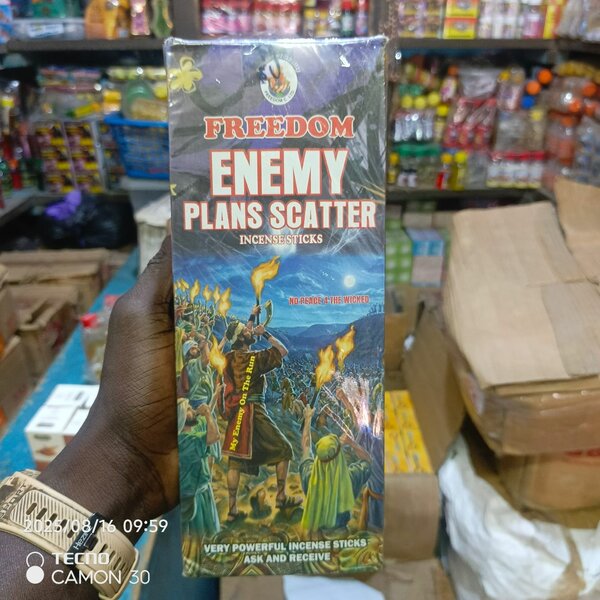 FREEDOM
ENEMY
PLANS SCATTER
INCENSE STICKS
NO PEACE 4 THE WICKED
My Enemy On The Run
VERY POWERFUL INCENSE STICKS
ASK AND RECEIVE
2025/08/16 09:59
TECNO
CAMON 30